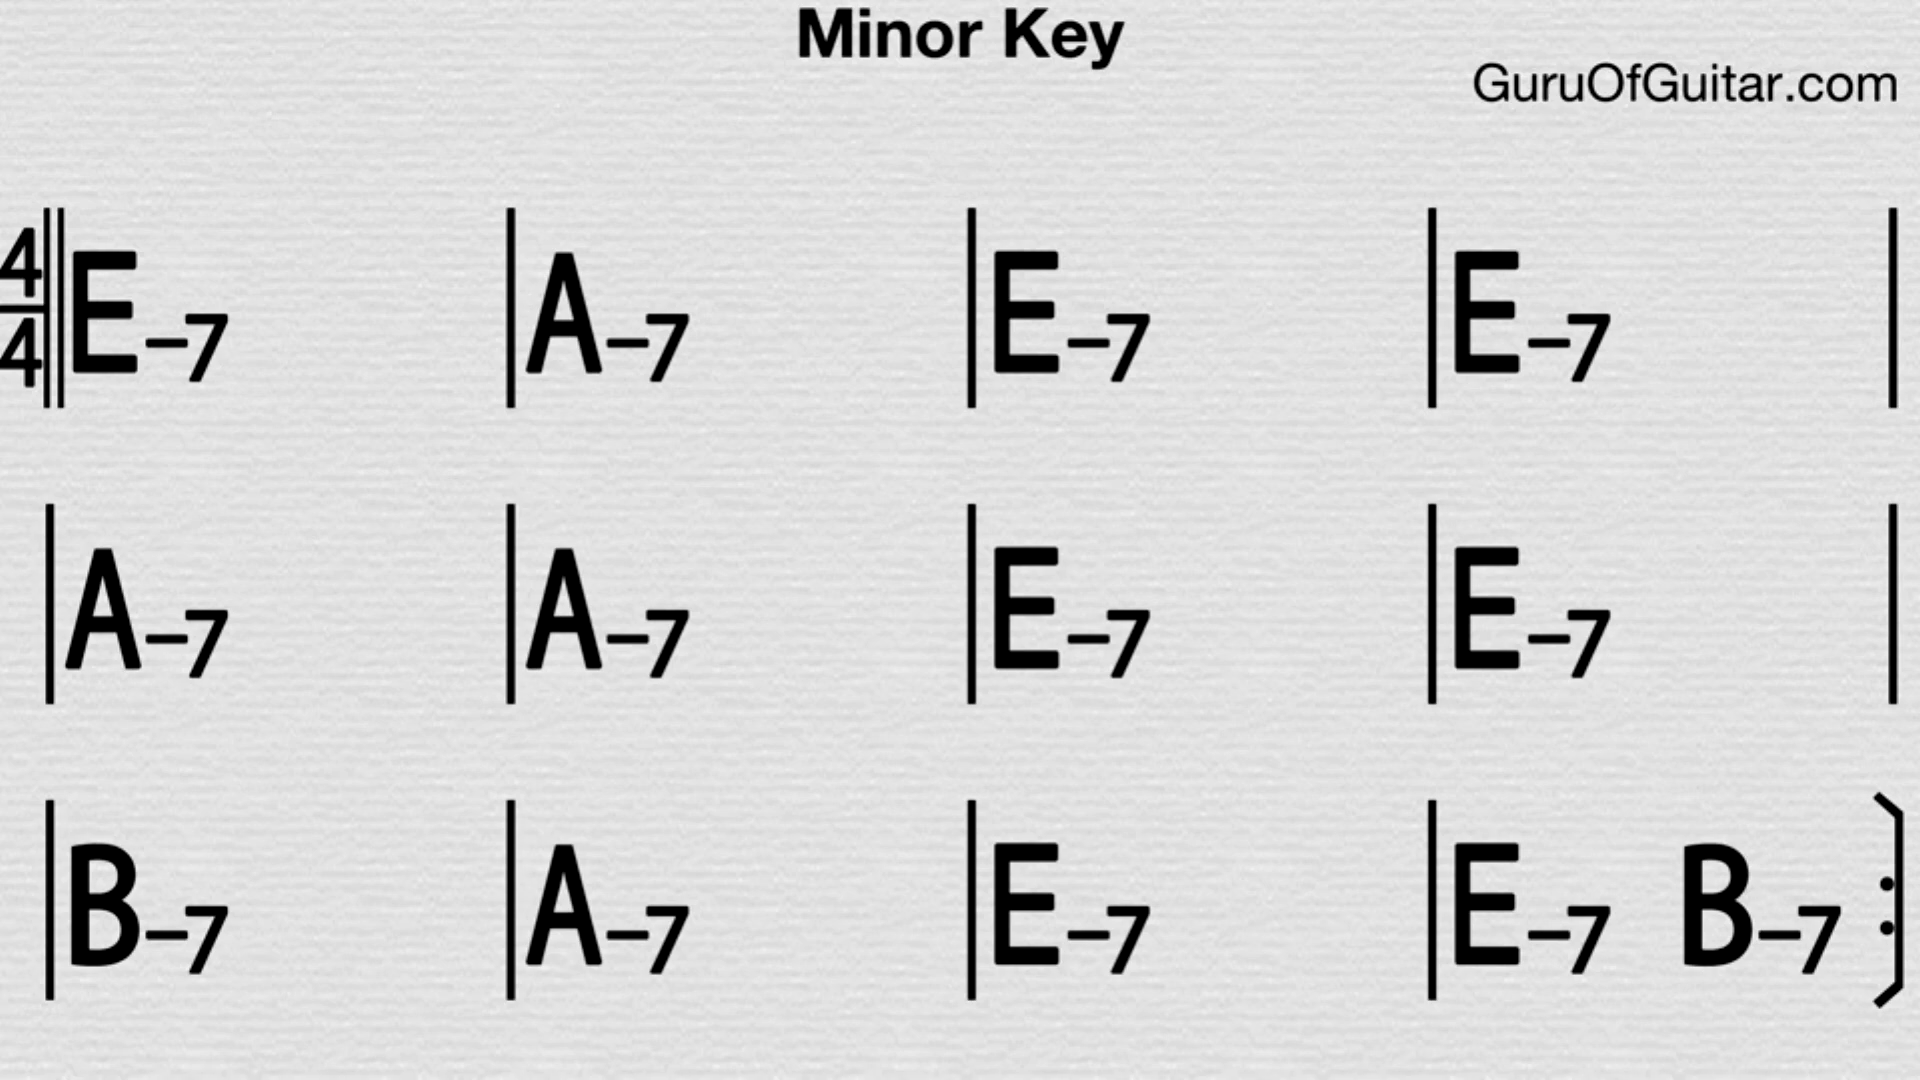 Minor Key
GuruOfGuitar.com
4/4 E–7 A–7 E–7 E–7
A–7 A–7 E–7 E–7
B–7 A–7 E–7 E–7 B–7